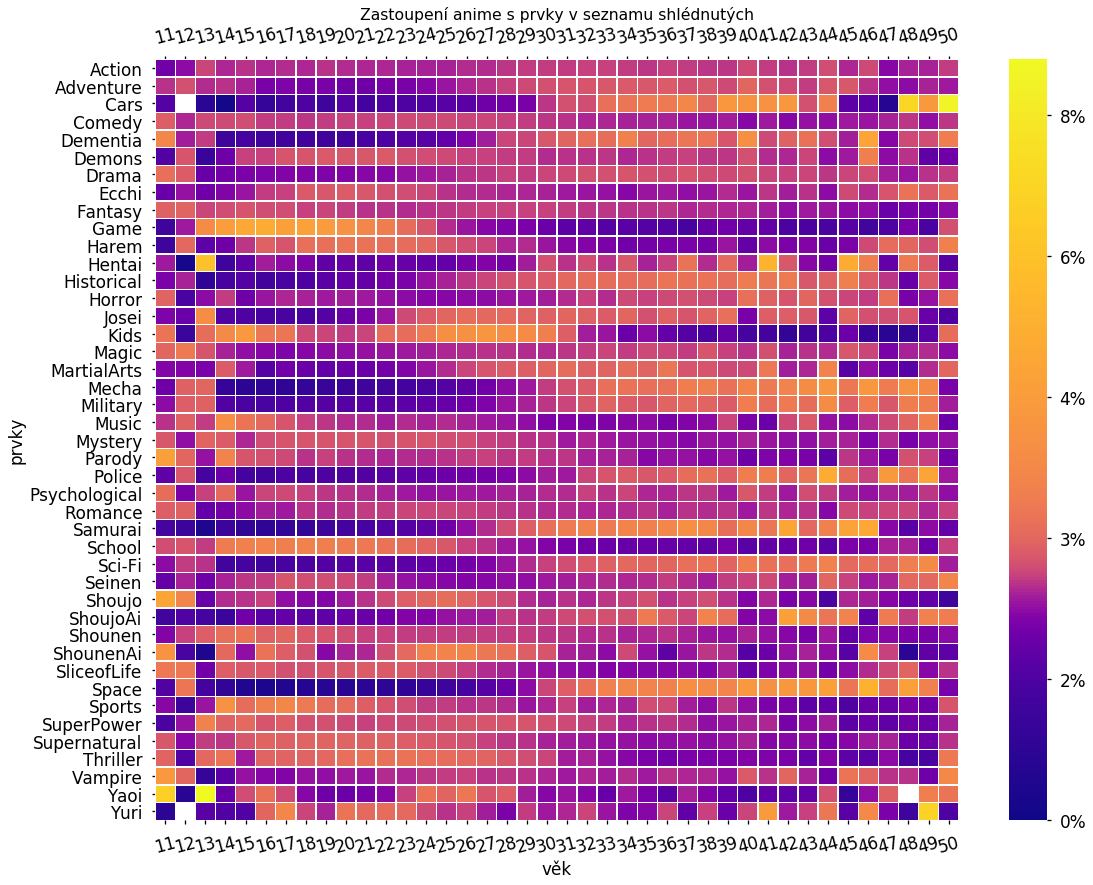 Zastoupení anime s prvky v seznamu shlédnutých
11 12 13 14 15 16 17 18 19 20 21 22 23 24 25 26 27 28 29 30 31 32 33 34 35 36 37 38 39 40 41 42 43 44 45 46 47 48 49 50
Action
Adventure
Cars
Comedy
Dementia
Demons
Drama
Ecchi
Fantasy
Game
Harem
Hentai
Historical
Horror
Josei
Kids
Magic
MartialArts
Mecha
Military
Music
Mystery
Parody
Police
Psychological
Romance
Samurai
School
Sci-Fi
Seinen
Shoujo
ShoujoAi
Shounen
ShounenAi
SliceofLife
Space
Sports
SuperPower
Supernatural
Thriller
Vampire
Yaoi
Yuri
prvky
11 12 13 14 15 16 17 18 19 20 21 22 23 24 25 26 27 28 29 30 31 32 33 34 35 36 37 38 39 40 41 42 43 44 45 46 47 48 49 50
věk
8%
6%
4%
3%
2%
0%